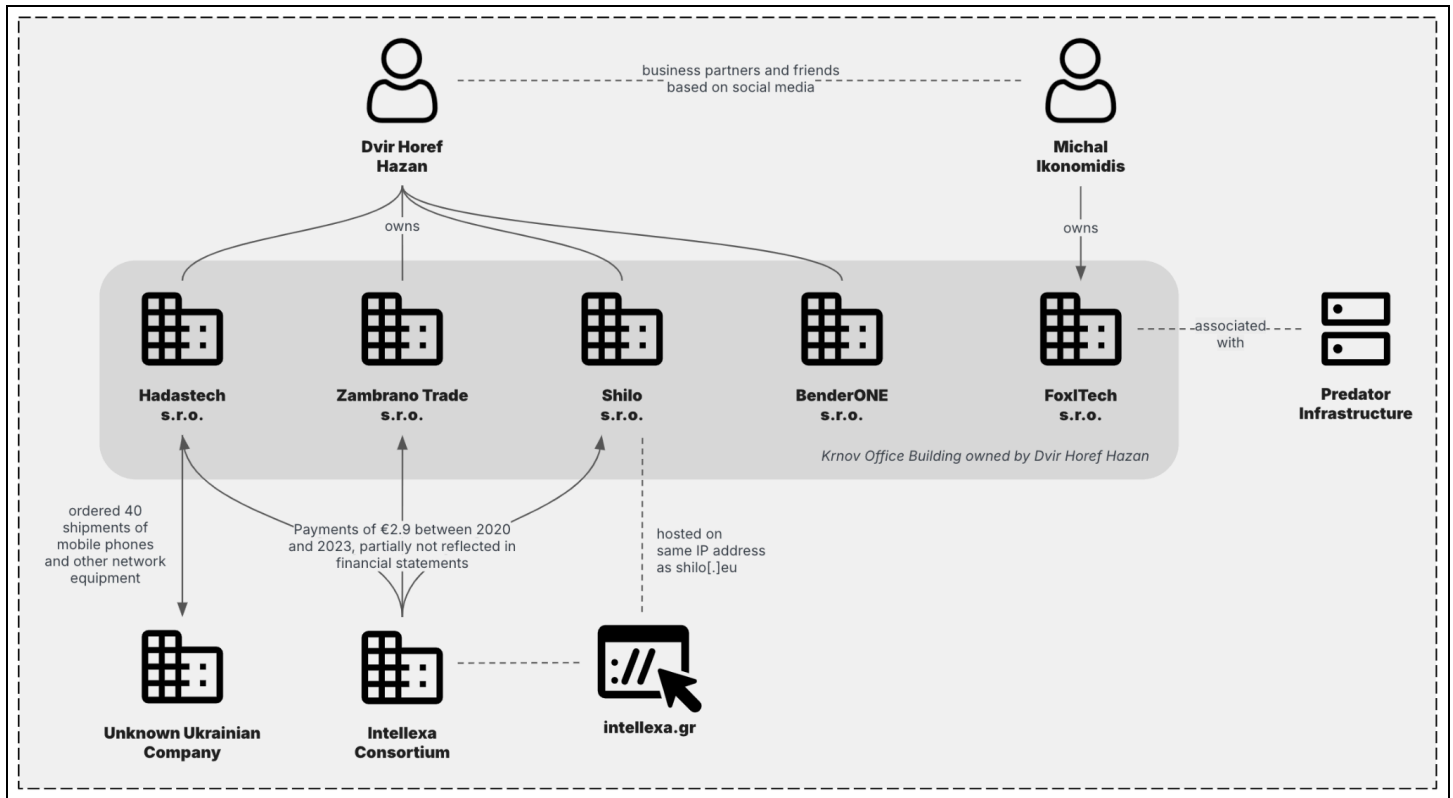 business partners and friends
based on social media
Dvir Horef
Hazan
Michal
Ikonomidis
owns
owns
Hadastech
s.r.o.
Zambrano Trade
s.r.o.
Shilo
s.r.o.
BenderONE
s.r.o.
FoxITech
s.r.o.
associated
with
Predator
Infrastructure
Krnov Office Building owned by Dvir Horef Hazan
ordered 40
shipments of
mobile phones
and other network
equipment
Payments of €2.9 between 2020
and 2023, partially not reflected in
financial statements
hosted on
same IP address
as shilo[.]eu
://
Unknown Ukrainian
Company
Intellexa
Consortium
intellexa.gr